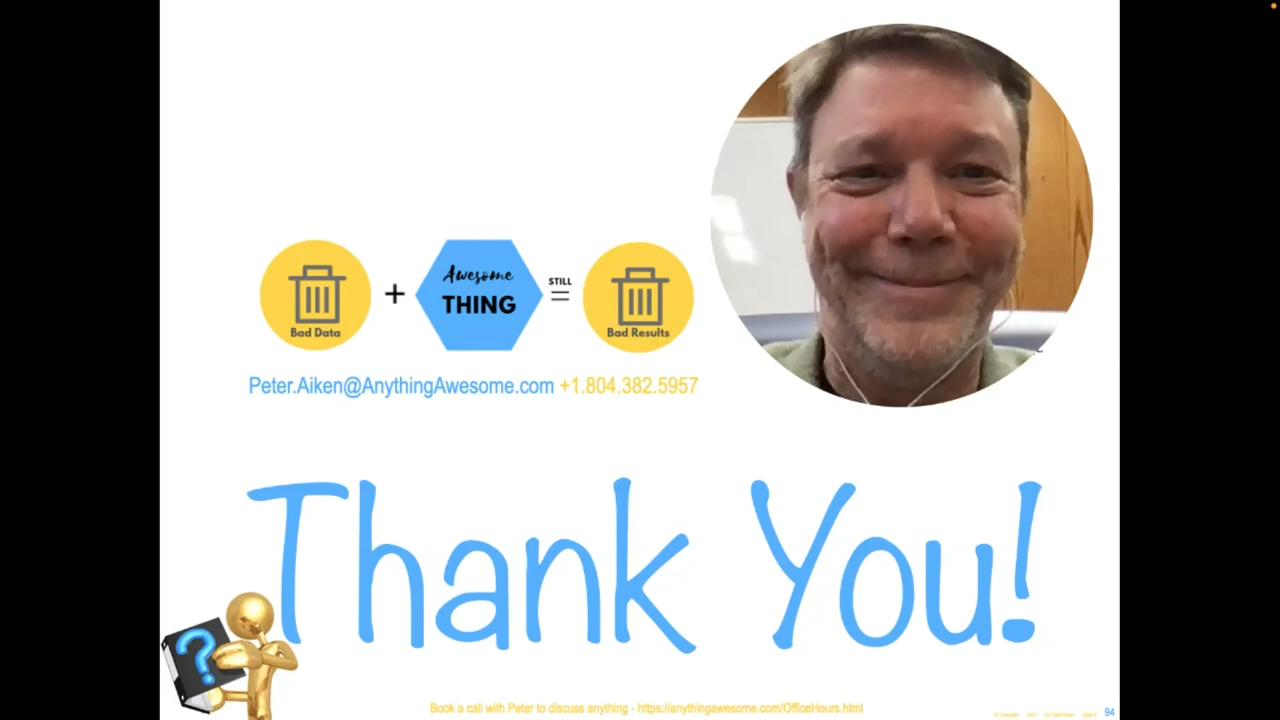 Awesome
THING
STILL
Bad Data
+
=
Bad Results
Peter.Aiken@AnythingAwesome.com +1.804.382.5957
Thank You!
?
Book a call with Peter to discuss anything - https://anythingawesome.com/OfficeHours.html
94